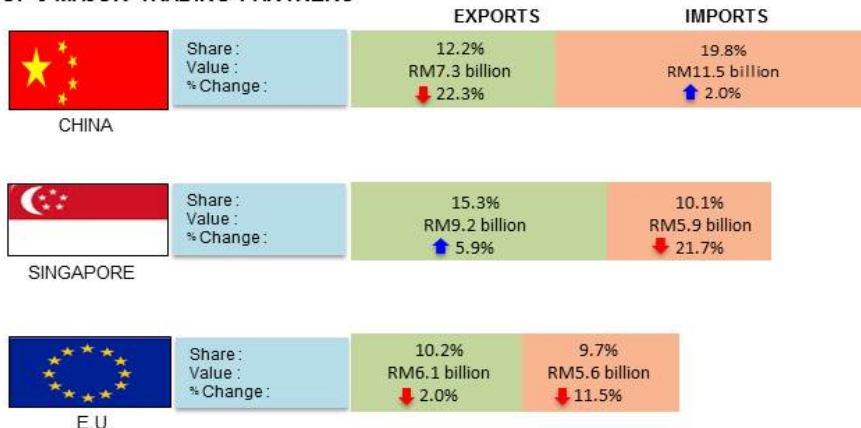 EXPORTS IMPORTS
Share : 12.2% 19.8%
Value : RM7.3 billion RM11.5 billion
% Change : 22.3% 2.0%
CHINA
Share : 15.3% 10.1%
Value : RM9.2 billion RM5.9 billion
% Change : 5.9% 21.7%
SINGAPORE
Share : 10.2% 9.7%
Value : RM6.1 billion RM5.6 billion
% Change : 2.0% 11.5%
E.U